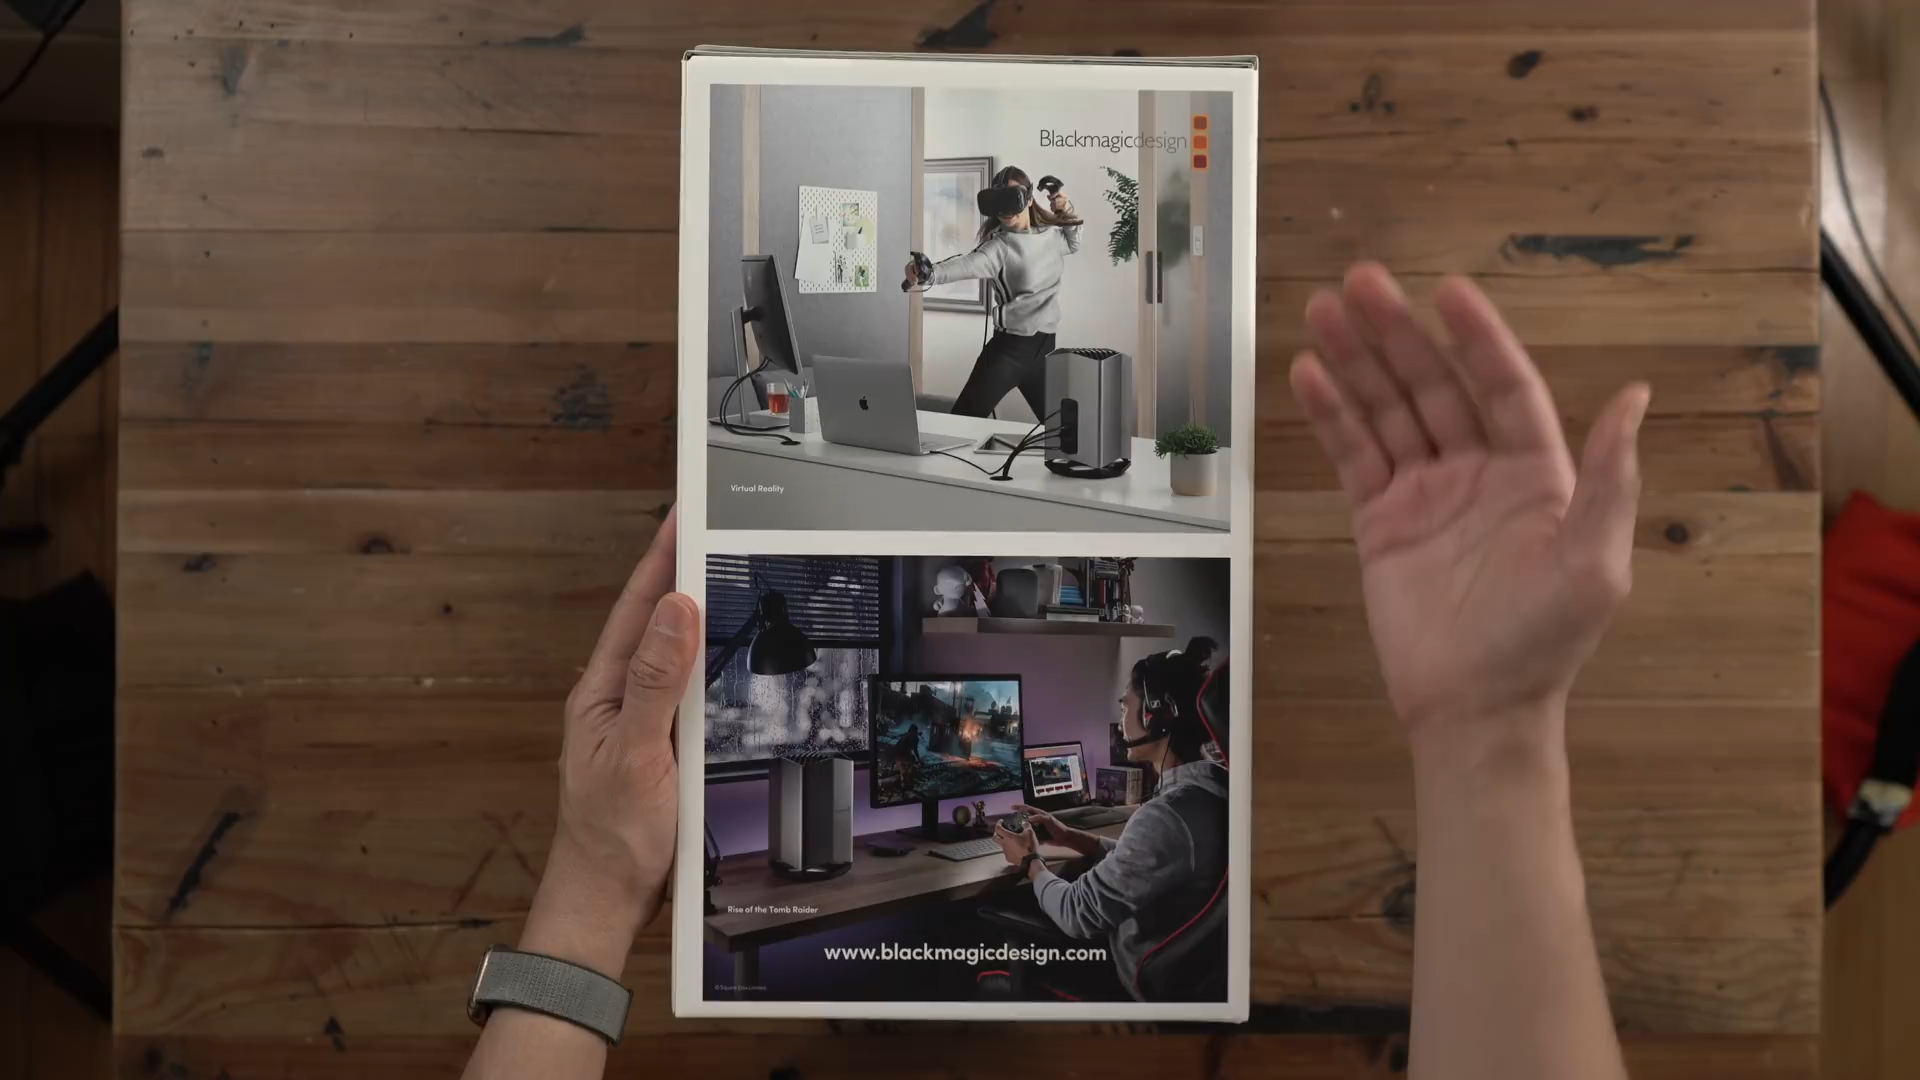 Blackmagicdesign
Virtual Reality
Rise of the Tomb Raider
www.blackmagicdesign.com